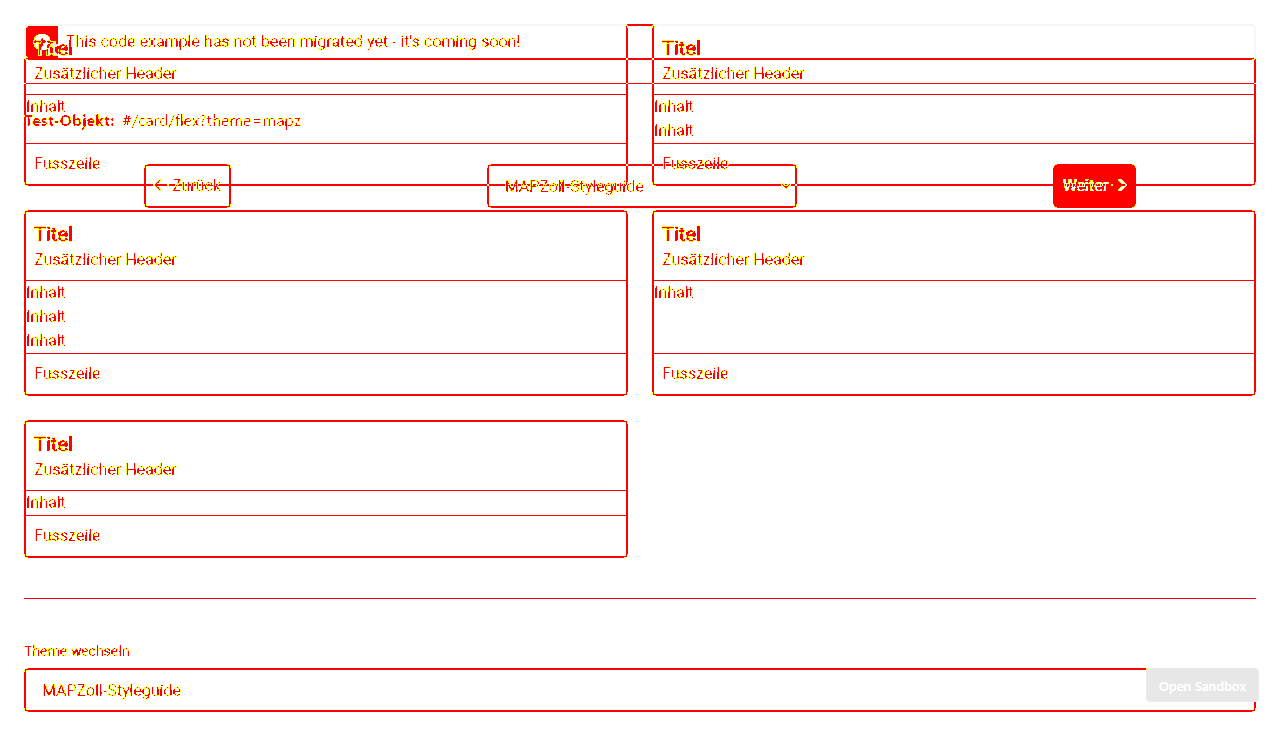 This code example has not been migrated yet - it's coming soon!
Titel
Titel
Zusätzlicher Header
Zusätzlicher Header
Inhalt
Inhalt
Test-Objekt: #/card/flex?theme=mapz
Inhalt
Fusszeile
Fusszeile
← Zurück
MAPZoll-Styleguide
Weiter
Titel
Titel
Zusätzlicher Header
Zusätzlicher Header
Inhalt
Inhalt
Inhalt
Inhalt
Fusszeile
Fusszeile
Titel
Zusätzlicher Header
Inhalt
Fusszeile
Theme wechseln
MAPZoll-Styleguide
Open Sandbox